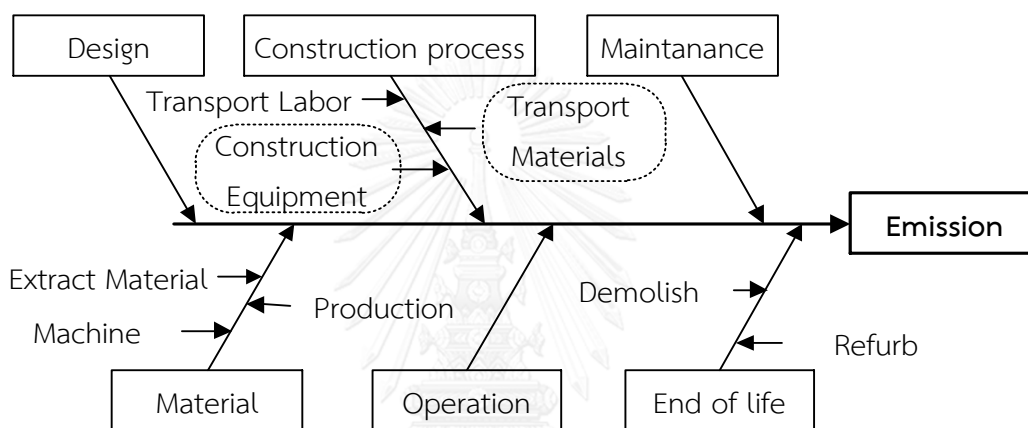 Design
Construction process
Maintanance
Transport Labor
Transport
Materials
Construction
Equipment
Emission
Extract Material
Production
Machine
Demolish
Refurb
Material
Operation
End of life